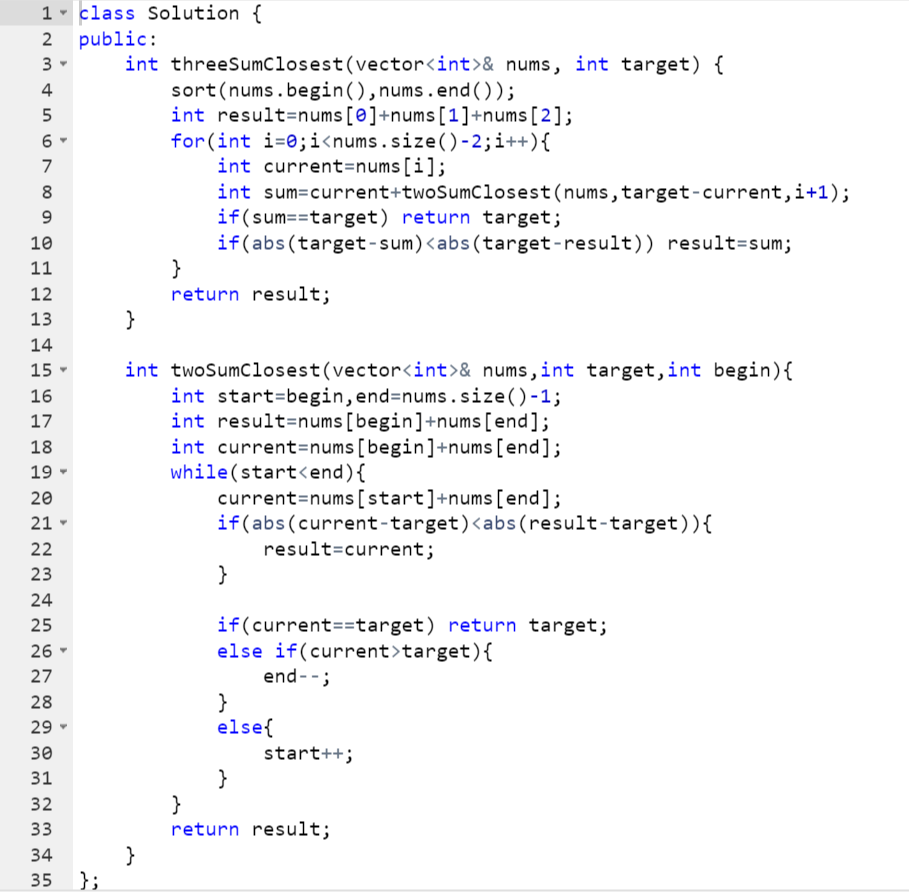 1 class Solution {
2 public:
3     int threeSumClosest(vector<int>& nums, int target) {
4         sort(nums.begin(),nums.end());
5         int result=nums[0]+nums[1]+nums[2];
6         for(int i=0;i<nums.size()-2;i++){
7             int current=nums[i];
8             int sum=current+twoSumClosest(nums,target-current,i+1);
9             if(sum==target) return target;
10             if(abs(target-sum)<abs(target-result)) result=sum;
11         }
12         return result;
13     }
14
15     int twoSumClosest(vector<int>& nums,int target,int begin){
16         int start=begin,end=nums.size()-1;
17         int result=nums[begin]+nums[end];
18         int current=nums[begin]+nums[end];
19         while(start<end){
20             current=nums[start]+nums[end];
21             if(abs(current-target)<abs(result-target)){
22                 result=current;
23             }
24
25             if(current==target) return target;
26             else if(current>target){
27                 end--;
28             }
29             else{
30                 start++;
31             }
32         }
33         return result;
34     }
35 };